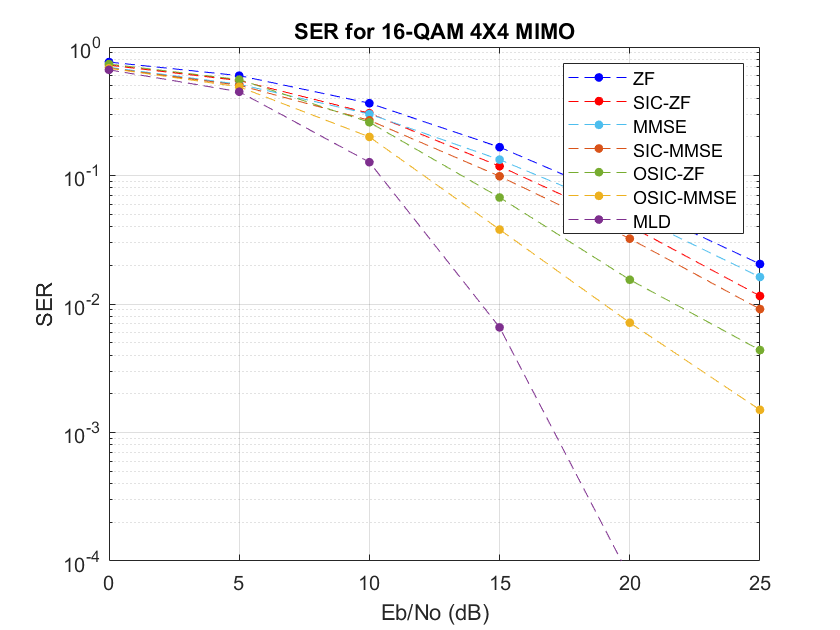 SER for 16-QAM 4X4 MIMO
10^0
10^-1
10^-2
10^-3
10^-4
SER
ZF
SIC-ZF
MMSE
SIC-MMSE
OSIC-ZF
OSIC-MMSE
MLD
0 5 10 15 20 25
Eb/No (dB)